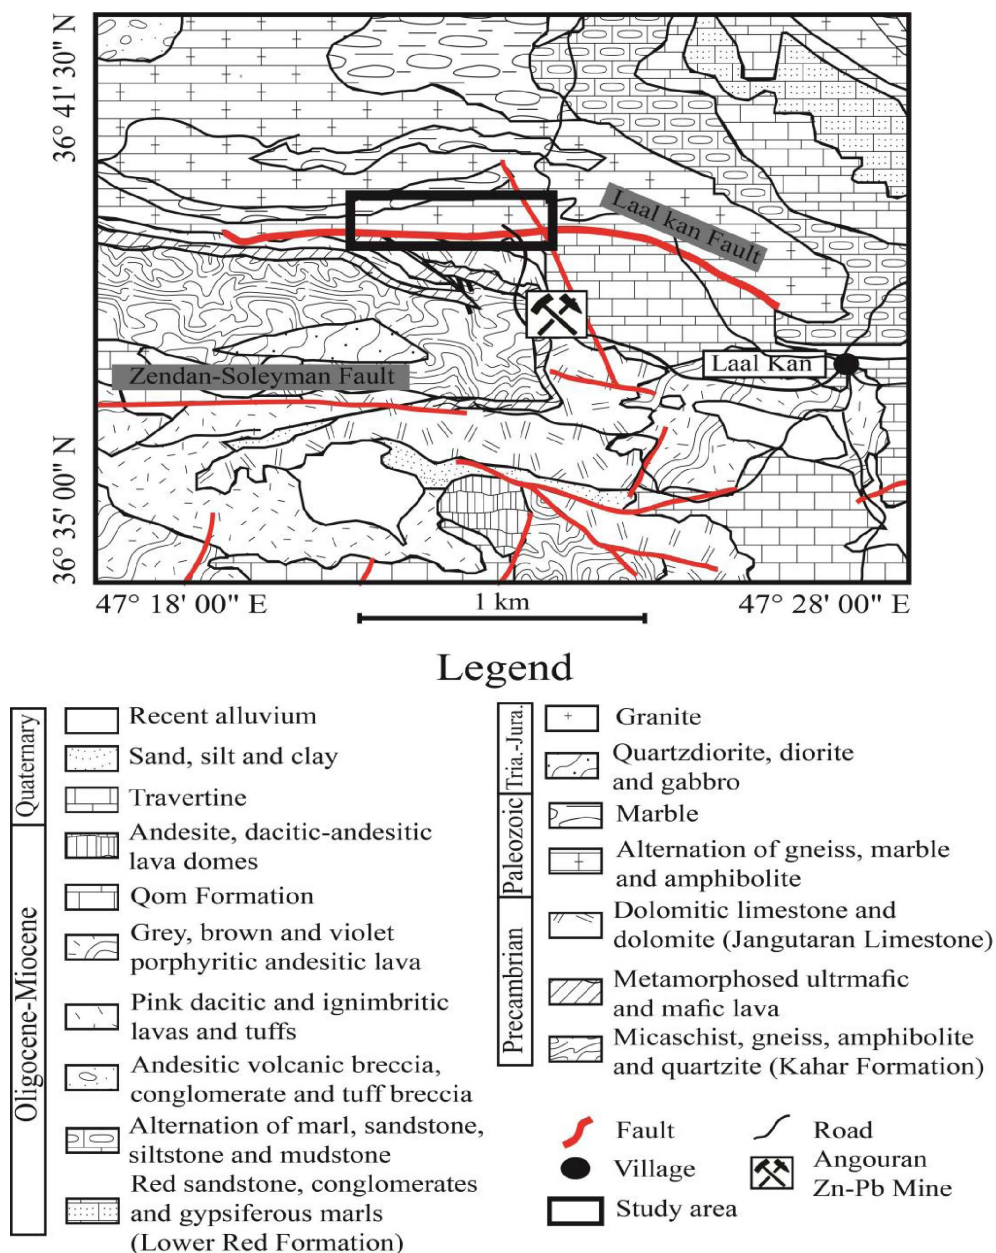 36° 41' 30" N
Laal kan Fault
Laal Kan
Zendan-Soleyman Fault
36° 35' 00" N
47° 18' 00" E
1 km
47° 28' 00" E
Legend
Quaternary
Recent alluvium
Sand, silt and clay
Travertine
Oligocene-Miocene
Andesite, dacitic-andesitic
lava domes
Qom Formation
Grey, brown and violet
porphyritic andesitic lava
Pink dacitic and ignimbritic
lavas and tuffs
Andesitic volcanic breccia,
conglomerate and tuff breccia
Alternation of marl, sandstone,
siltstone and mudstone
Red sandstone, conglomerates
and gypsiferous marls
(Lower Red Formation)
Tria.-Jura.
Granite
Quartzdiorite, diorite
and gabbro
Paleozoic
Marble
Alternation of gneiss, marble
and amphibolite
Precambrian
Dolomitic limestone and
dolomite (Jangutaran Limestone)
Metamorphosed ultrmafic
and mafic lava
Micaschist, gneiss, amphibolite
and quartzite (Kahar Formation)
Fault
Road
Village
Angouran
Zn-Pb Mine
Study area